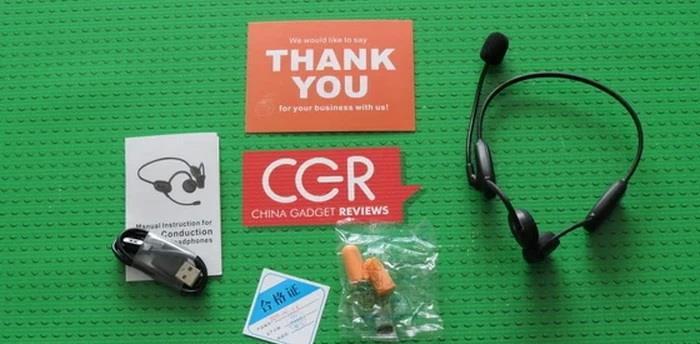 We would like to say
THANK
YOU
for your business with us!
CGR
CHINA GADGET REVIEWS
Manual Instruction for
Conduction
Headphones
合格证